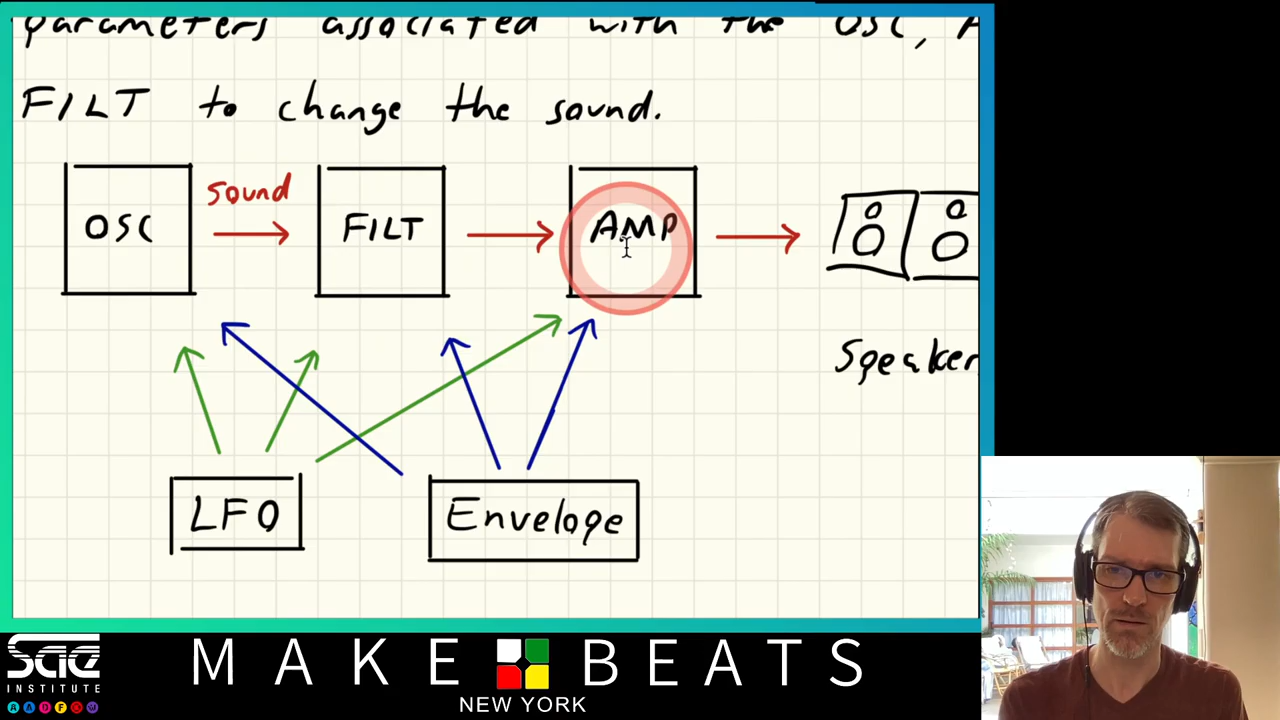 parameters associated with the OSC, A
FILT to change the sound.
sound
OSC
FILT
AMP
Speaker
LFO
Envelope
sae
INSTITUTE
A A D F M
MAKE BEATS
NEW YORK